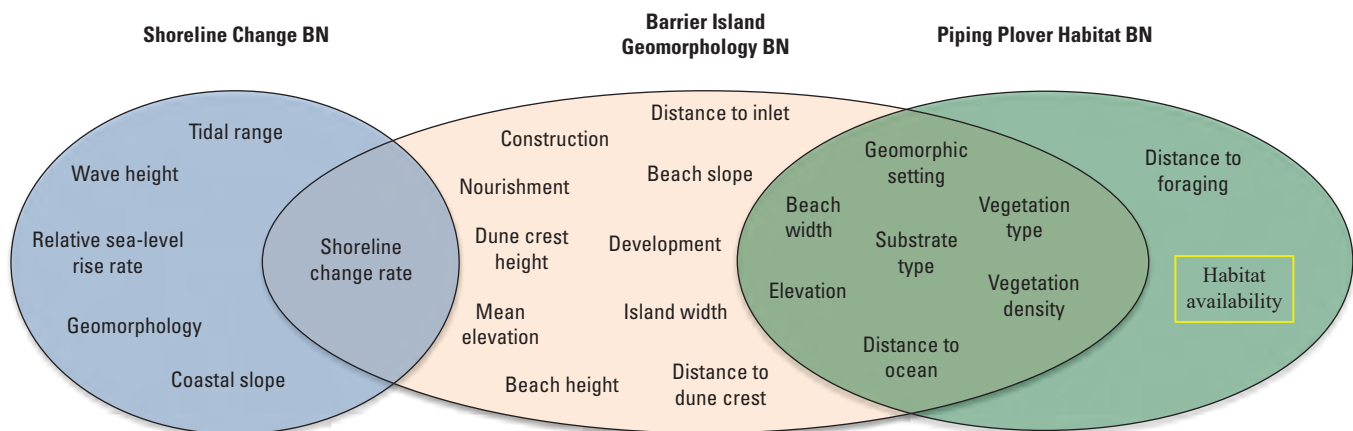 Shoreline Change BN
Barrier Island
Geomorphology BN
Piping Plover Habitat BN
Tidal range
Wave height
Relative sea-level
rise rate
Geomorphology
Coastal slope
Shoreline
change rate
Distance to inlet
Construction
Nourishment
Beach slope
Dune crest
height
Development
Mean
elevation
Island width
Beach height
Distance to
dune crest
Geomorphic
setting
Beach
width
Vegetation
type
Substrate
type
Elevation
Vegetation
density
Distance to
ocean
Distance to
foraging
Habitat
availability